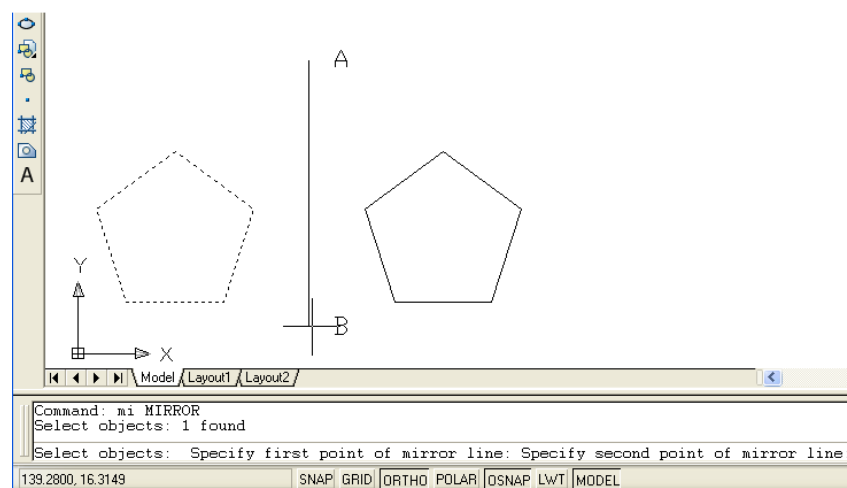 A
A
Y
B
X
Model Layout1 Layout2
Command: mi MIRROR
Select objects: 1 found
Select objects:  Specify first point of mirror line: Specify second point of mirror line
139.2800, 16.3149 SNAP GRID ORTHO POLAR OSNAP LWT MODEL